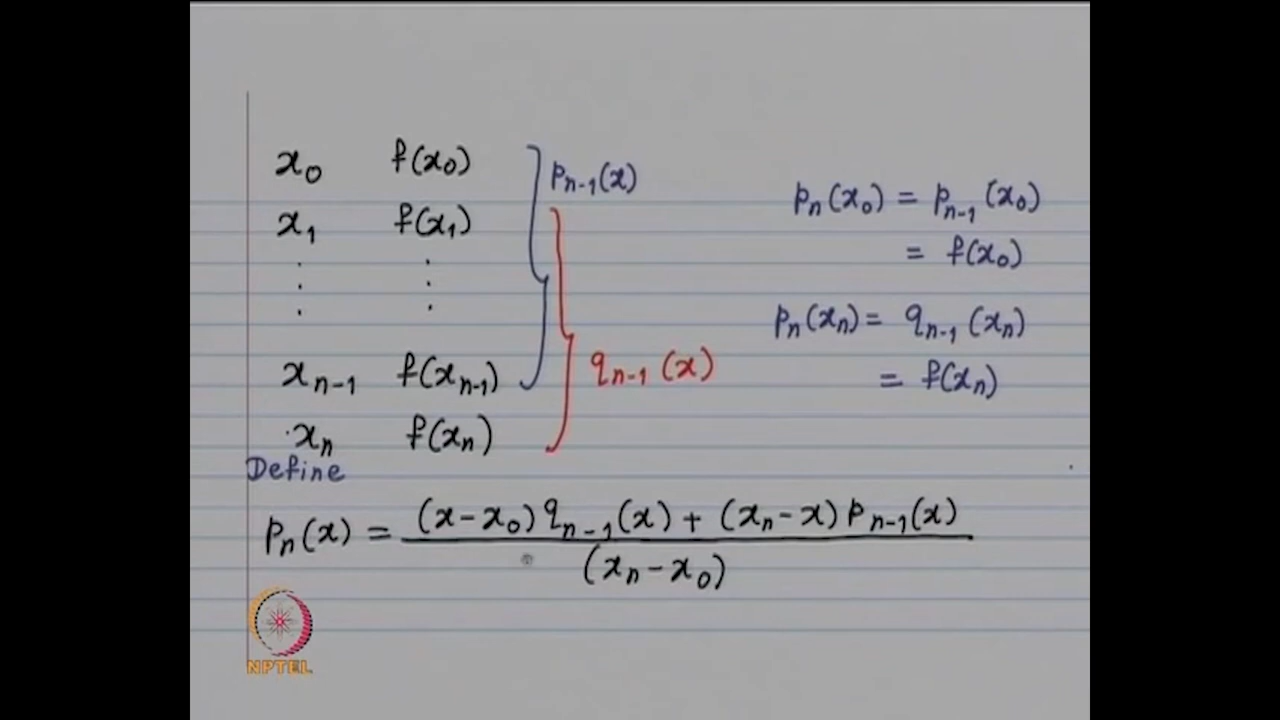 x₀ f(x₀)
x₁ f(x₁)
. .
. .
. .
xₙ₋₁ f(xₙ₋₁)
xₙ f(xₙ)
pₙ₋₁(x)
qₙ₋₁(x)
pₙ(x₀) = pₙ₋₁(x₀)
= f(x₀)
pₙ(xₙ) = qₙ₋₁(xₙ)
= f(xₙ)
Define
pₙ(x) = (x-x₀) qₙ₋₁(x) + (xₙ-x) pₙ₋₁(x)
(xₙ-x₀)
NPTEL